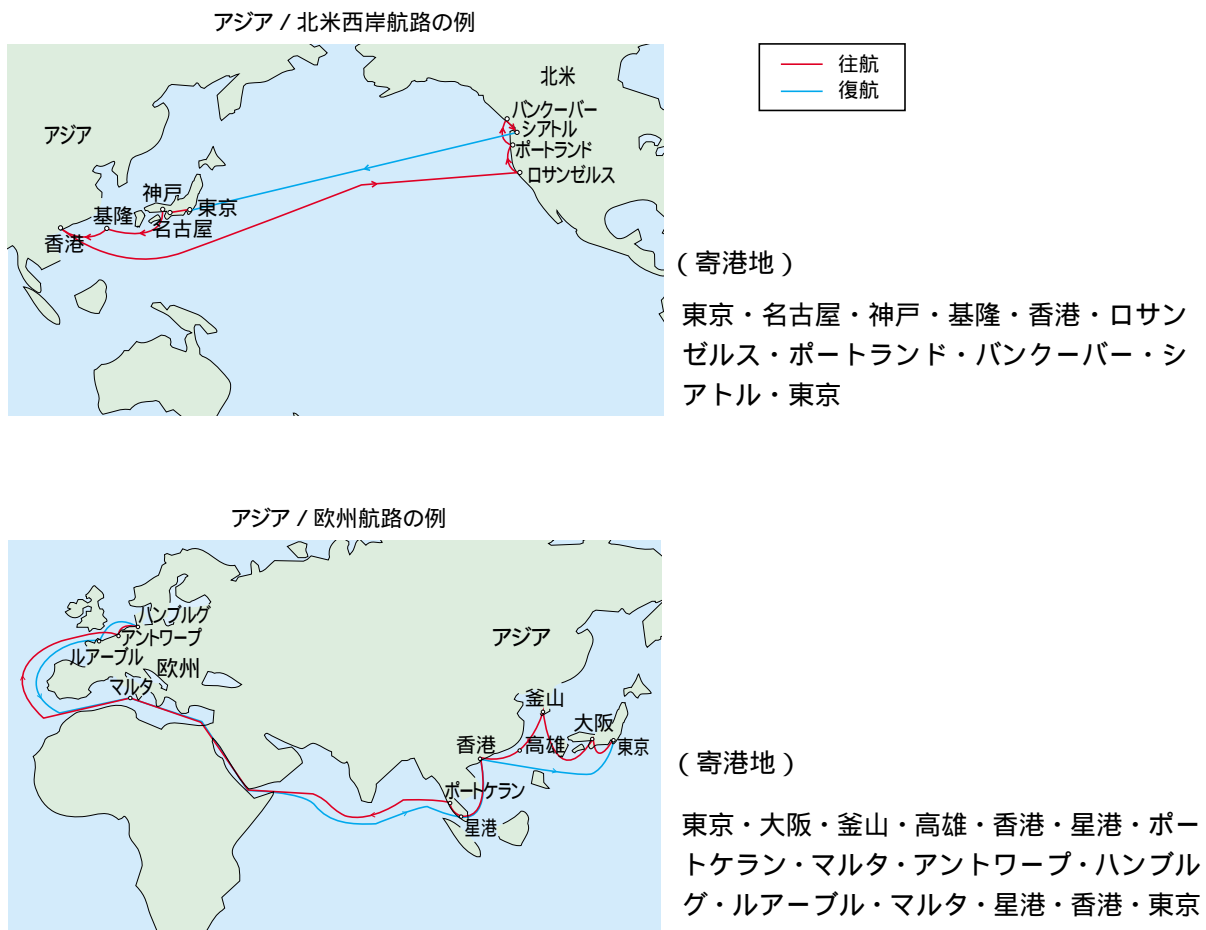 アジア / 北米西岸航路の例
往航
復航
北米
アジア
バンクーバー
シアトル
ポートランド
ロサンゼルス
神戸
東京
基隆
名古屋
香港
(寄港地)
東京・名古屋・神戸・基隆・香港・ロサン
ゼルス・ポートランド・バンクーバー・シ
アトル・東京
アジア / 欧州航路の例
ハンブルグ
アントワープ
ルアーブル
欧州
マルタ
アジア
釜山
大阪
香港
高雄
東京
ポートケラン
星港
(寄港地)
東京・大阪・釜山・高雄・香港・星港・ポー
トケラン・マルタ・アントワープ・ハンブル
グ・ルアーブル・マルタ・星港・香港・東京